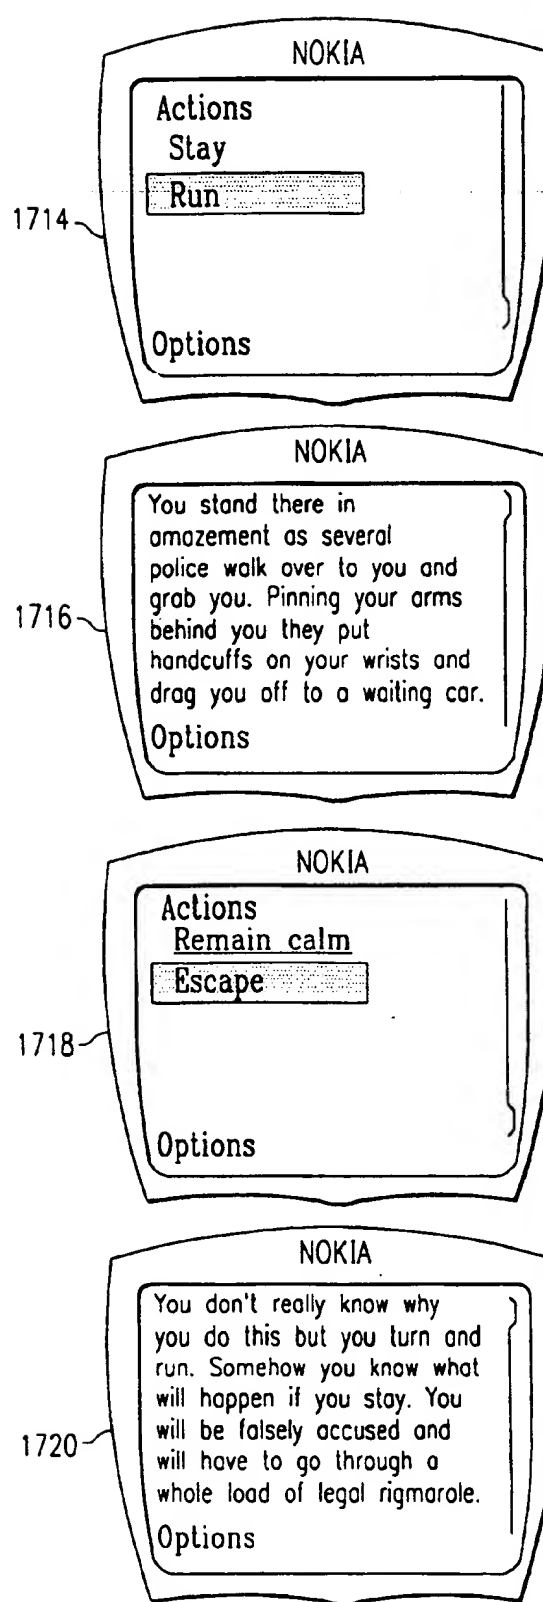 NOKIA
Actions
Stay
Run
1714
Options
NOKIA
You stand there in
amazement as several
police walk over to you and
grab you. Pinning your arms
1716
behind you they put
handcuffs on your wrists and
drag you off to a waiting car.
Options
NOKIA
Actions
Remain calm
Escape
1718
Options
NOKIA
You don't really know why
you do this but you turn and
run. Somehow you know what
will happen if you stay. You
will be falsely accused and
1720
will have to go through a
whole load of legal rigmarole.
Options